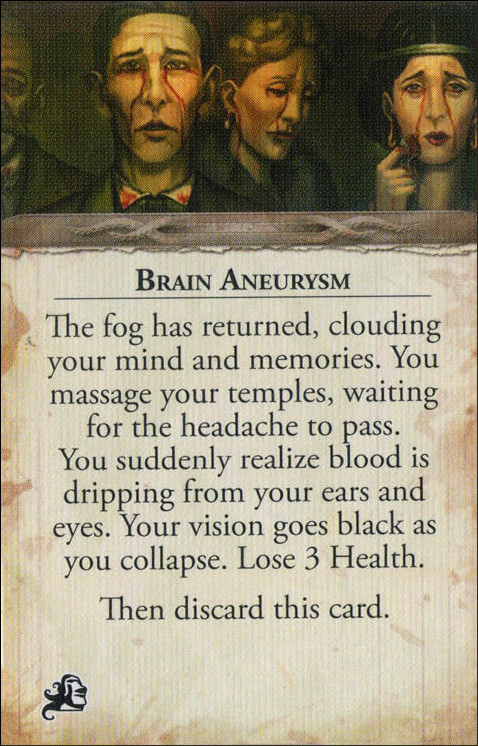 BRAIN ANEURYSM
The fog has returned, clouding
your mind and memories. You
massage your temples, waiting
for the headache to pass.
You suddenly realize blood is
dripping from your ears and
eyes. Your vision goes black as
you collapse. Lose 3 Health.
Then discard this card.